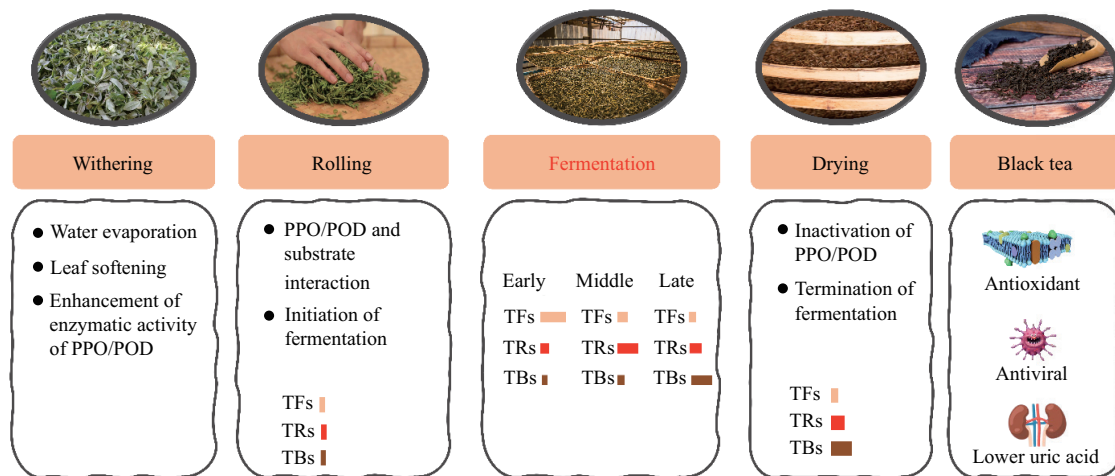 Withering
Rolling
Fermentation
Drying
Black tea
Water evaporation
Leaf softening
Enhancement of
enzymatic activity
of PPO/POD
PPO/POD and
substrate
interaction
Initiation of
fermentation
TFs
TRs
TBs
Early Middle Late
TFs TFs TFs
TRs TRs TRs
TBs TBs TBs
Inactivation of
PPO/POD
Termination of
fermentation
TFs
TRs
TBs
Antioxidant
Antiviral
Lower uric acid